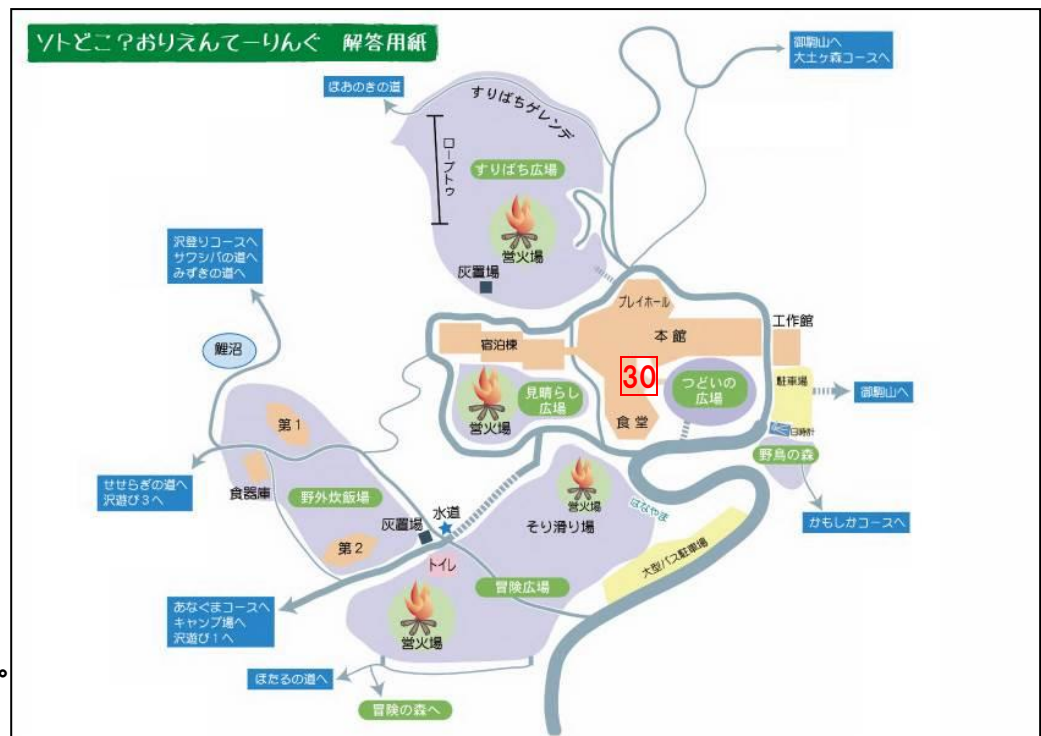 ソトどこ？おりえんてーりんぐ　解答用紙
御駒山へ
大土ヶ森コースへ
ほおのきの道
すりばちゲレンデ
ロープトゥ
すりばち広場
営火場
灰置場
沢登りコースへ
サワシバの道へ
みずきの道へ
鯉沼
プレイホール
本館
工作館
宿泊棟
30
つどいの
広場
駐車場
御駒山へ
見晴らし
広場
営火場
食堂
日時計
野鳥の森
かもしかコースへ
第1
食器庫
野外炊飯場
せせらぎの道へ
沢遊び3へ
灰置場
水道
第2
トイレ
営火場
そり滑り場
はなやま
大型バス駐車場
冒険広場
営火場
あなぐまコースへ
キャンプ場へ
沢遊び1へ
ほたるの道へ
冒険の森へ
。